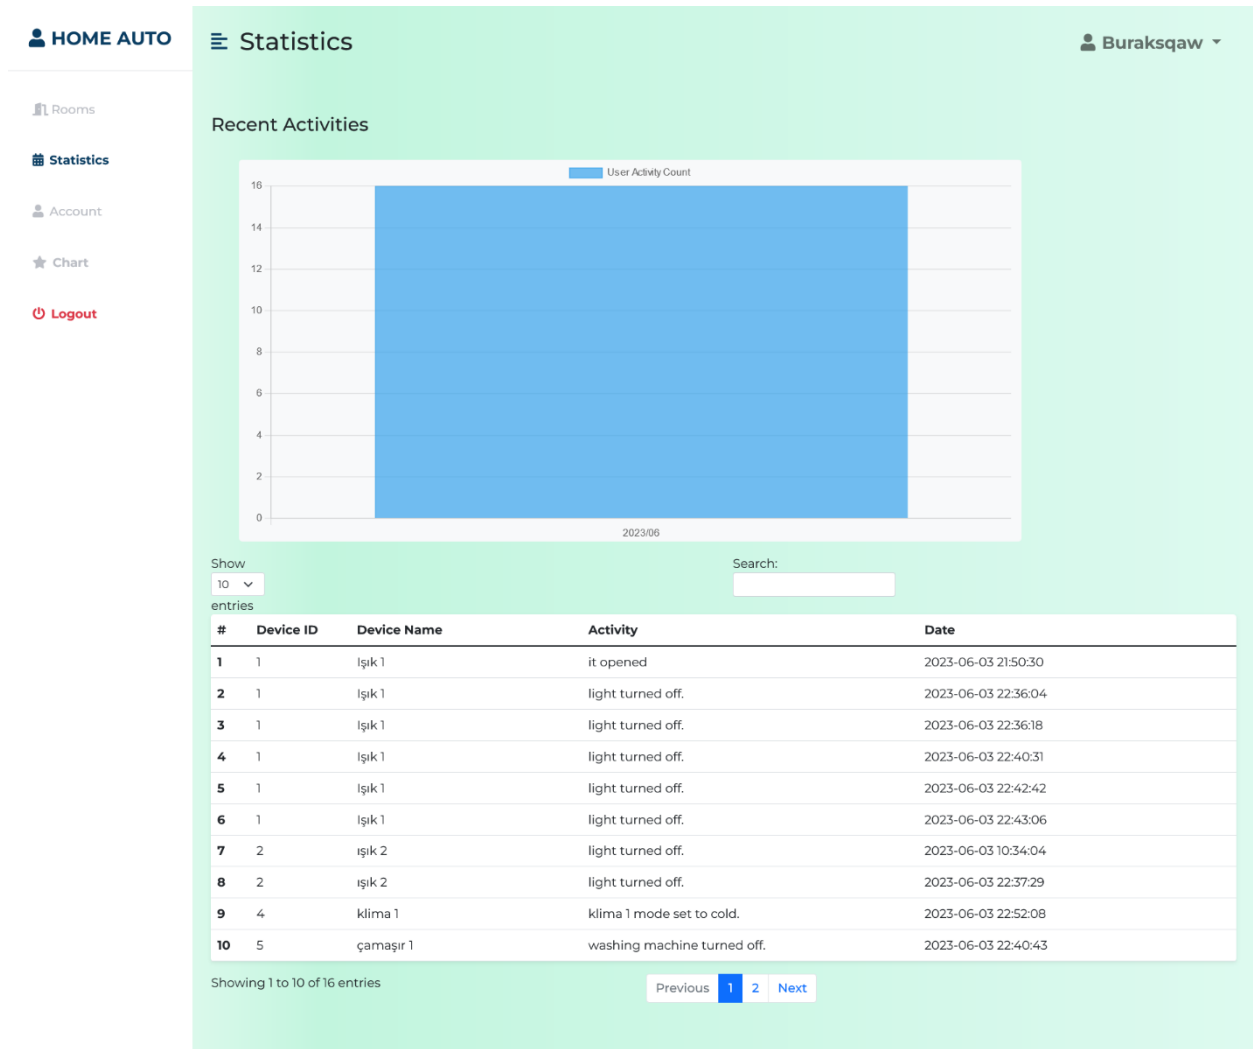 HOME AUTO
Statistics
Buraksqaw
Rooms
Statistics
Account
Chart
Logout
Recent Activities
User Activity Count
16
14
12
10
8
6
4
2
0
2023/06
Show
10
entries
Search:
# Device ID Device Name Activity Date
1 1 Işık 1 it opened 2023-06-03 21:50:30
2 1 Işık 1 light turned off. 2023-06-03 22:36:04
3 1 Işık 1 light turned off. 2023-06-03 22:36:18
4 1 Işık 1 light turned off. 2023-06-03 22:40:31
5 1 Işık 1 light turned off. 2023-06-03 22:42:42
6 1 Işık 1 light turned off. 2023-06-03 22:43:06
7 2 ışık 2 light turned off. 2023-06-03 10:34:04
8 2 ışık 2 light turned off. 2023-06-03 22:37:29
9 4 klima 1 klima 1 mode set to cold. 2023-06-03 22:52:08
10 5 çamaşır 1 washing machine turned off. 2023-06-03 22:40:43
Showing 1 to 10 of 16 entries
Previous 1 2 Next